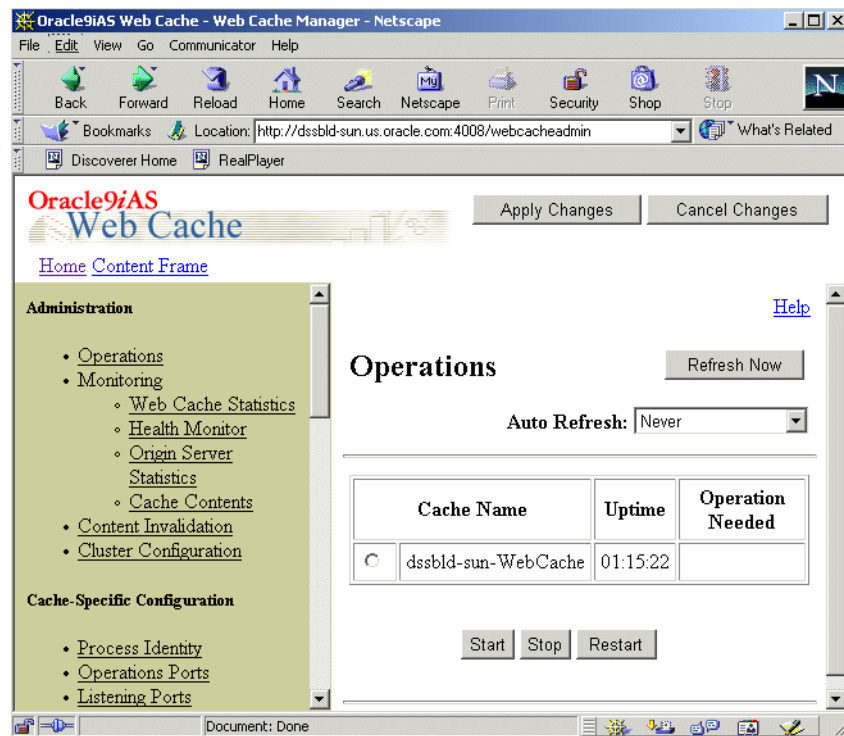 Oracle9iAS Web Cache - Web Cache Manager - Netscape
File Edit View Go Communicator Help
Back Forward Reload Home Search Netscape Print Security Shop Stop
My
N
Bookmarks Location: http://dssbld-sun.us.oracle.com:4008/webcacheadmin What's Related
Discoverer Home RealPlayer
Oracle9iAS
Web Cache
Apply Changes Cancel Changes
Home Content Frame
Administration
• Operations
• Monitoring
◦ Web Cache Statistics
◦ Health Monitor
◦ Origin Server
Statistics
◦ Cache Contents
• Content Invalidation
• Cluster Configuration
Cache-Specific Configuration
• Process Identity
• Operations Ports
• Listening Ports
Help
Operations Refresh Now
Auto Refresh: Never
Cache Name Uptime Operation
Needed
dssbld-sun-WebCache 01:15:22
Start Stop Restart
Document: Done